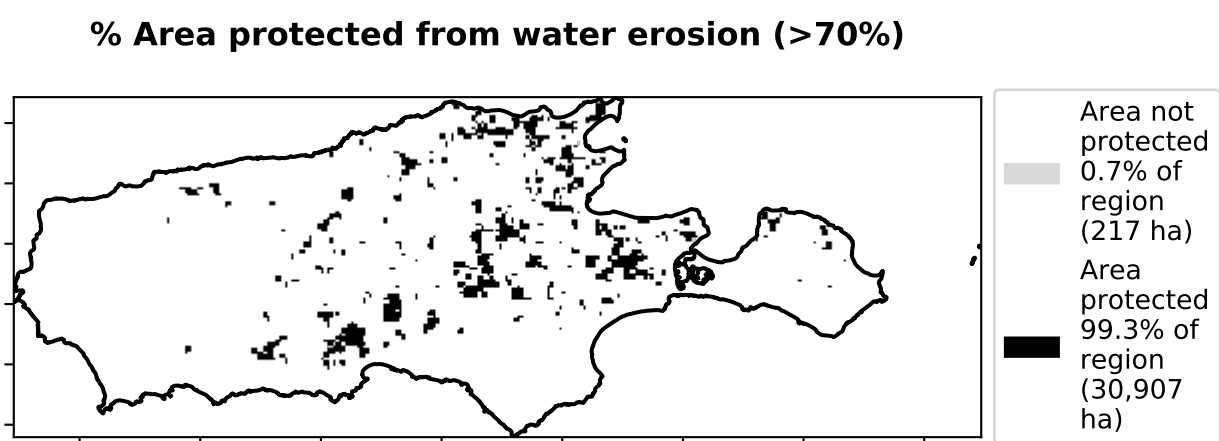 % Area protected from water erosion (>70%)
Area not
protected
0.7% of
region
(217 ha)
Area
protected
99.3% of
region
(30,907
ha)